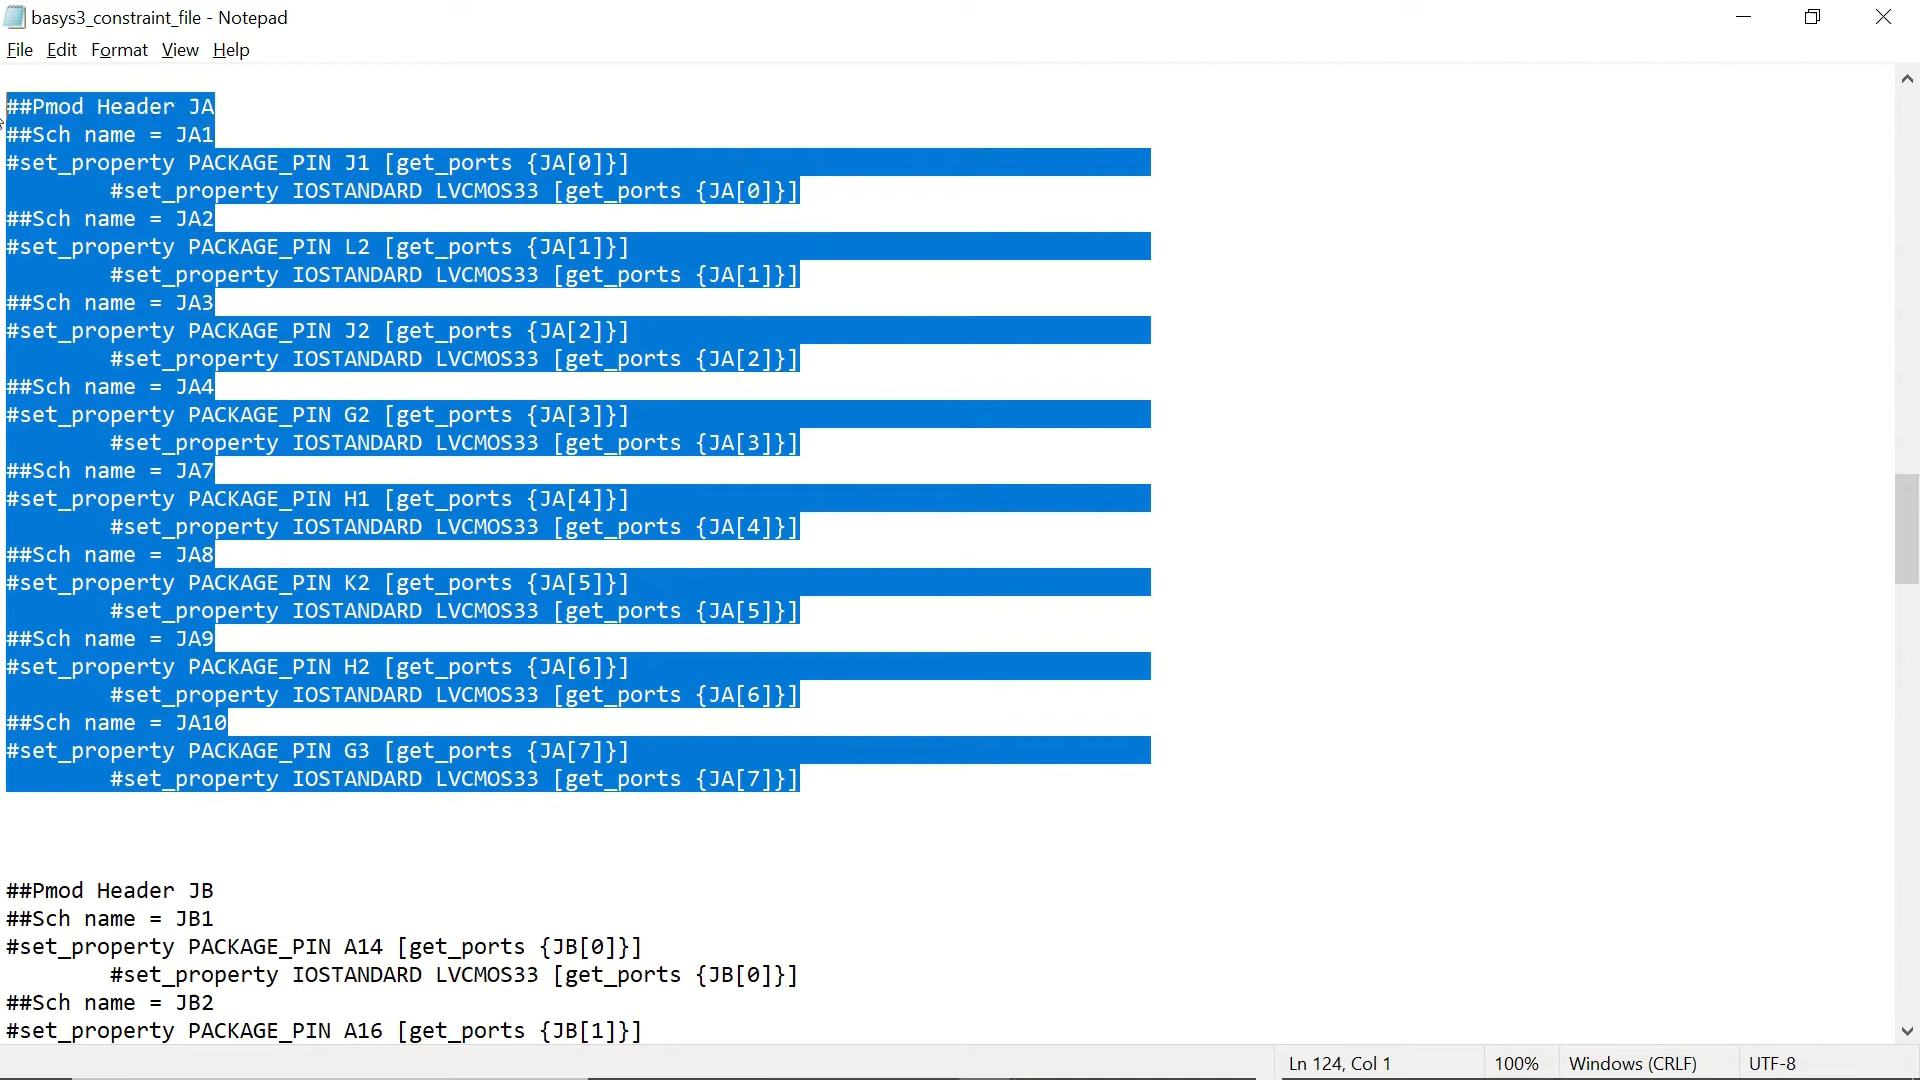 basys3_constraint_file - Notepad
File Edit Format View Help
##Pmod Header JA
##Sch name = JA1
#set_property PACKAGE_PIN J1 [get_ports {JA[0]}]
#set_property IOSTANDARD LVCMOS33 [get_ports {JA[0]}]
##Sch name = JA2
#set_property PACKAGE_PIN L2 [get_ports {JA[1]}]
#set_property IOSTANDARD LVCMOS33 [get_ports {JA[1]}]
##Sch name = JA3
#set_property PACKAGE_PIN J2 [get_ports {JA[2]}]
#set_property IOSTANDARD LVCMOS33 [get_ports {JA[2]}]
##Sch name = JA4
#set_property PACKAGE_PIN G2 [get_ports {JA[3]}]
#set_property IOSTANDARD LVCMOS33 [get_ports {JA[3]}]
##Sch name = JA7
#set_property PACKAGE_PIN H1 [get_ports {JA[4]}]
#set_property IOSTANDARD LVCMOS33 [get_ports {JA[4]}]
##Sch name = JA8
#set_property PACKAGE_PIN K2 [get_ports {JA[5]}]
#set_property IOSTANDARD LVCMOS33 [get_ports {JA[5]}]
##Sch name = JA9
#set_property PACKAGE_PIN H2 [get_ports {JA[6]}]
#set_property IOSTANDARD LVCMOS33 [get_ports {JA[6]}]
##Sch name = JA10
#set_property PACKAGE_PIN G3 [get_ports {JA[7]}]
#set_property IOSTANDARD LVCMOS33 [get_ports {JA[7]}]
##Pmod Header JB
##Sch name = JB1
#set_property PACKAGE_PIN A14 [get_ports {JB[0]}]
#set_property IOSTANDARD LVCMOS33 [get_ports {JB[0]}]
##Sch name = JB2
#set_property PACKAGE_PIN A16 [get_ports {JB[1]}]
Ln 124, Col 1 100% Windows (CRLF) UTF-8